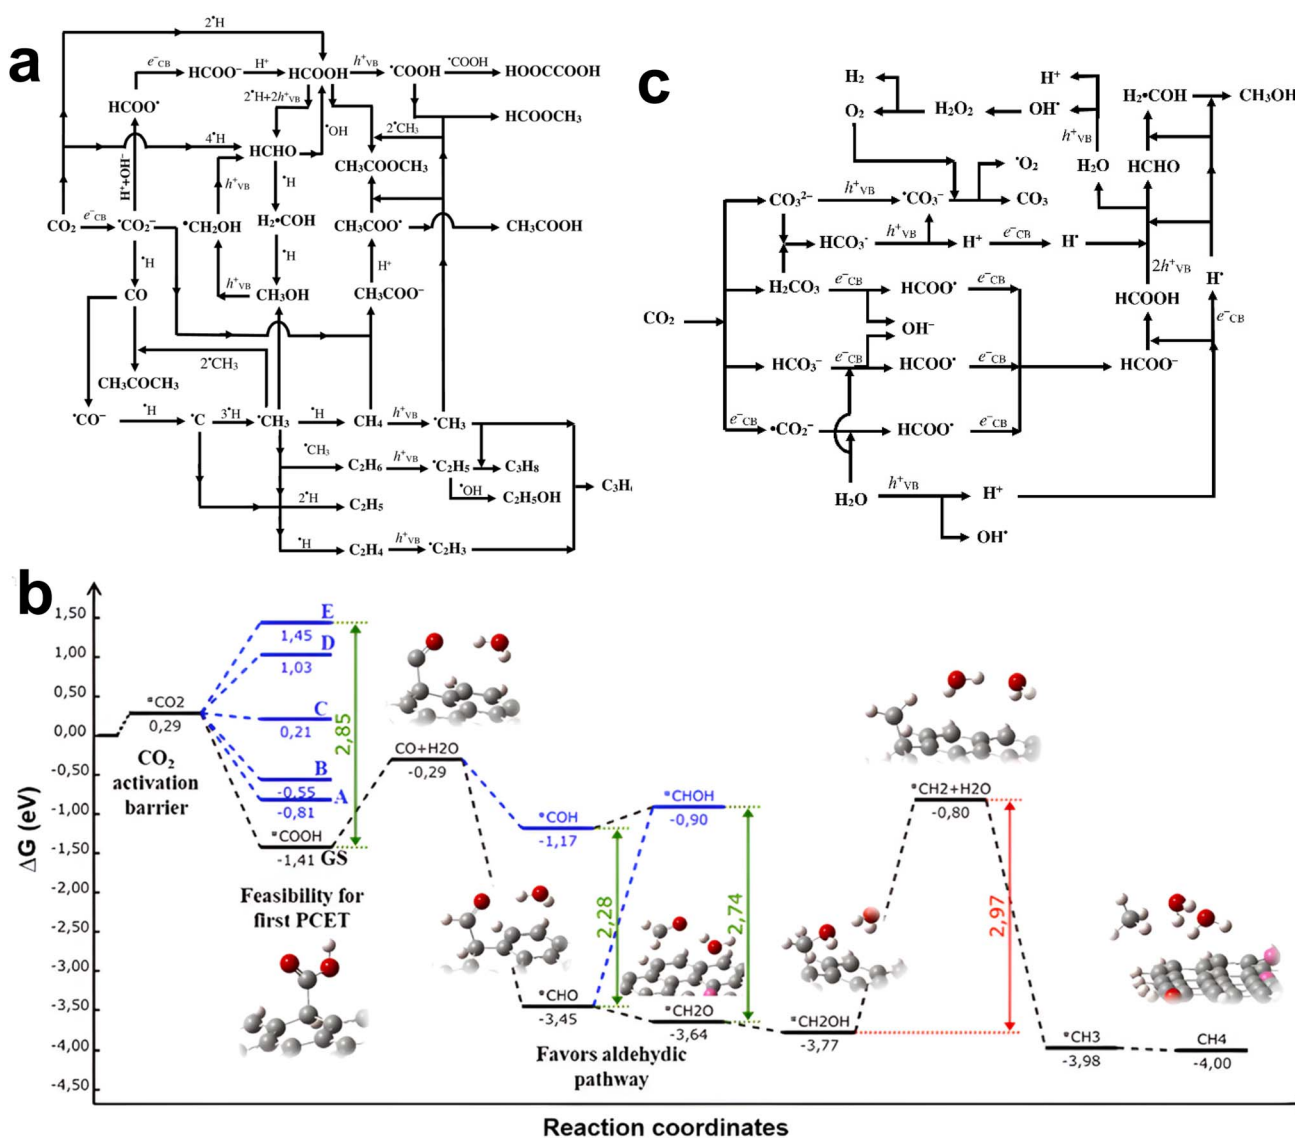 a
2•H
e⁻CB
HCOO⁻
H⁺
HCOOH
h⁺VB
•COOH
•COOH
HOOCCOOH
HCOO•
2•H+2h⁺VB
•OH
HCOOCH3
2•CH3
4•H
HCHO
CH3COOCH3
H⁺+OH⁻
h⁺VB
•H
CO2
e⁻CB
•CO2⁻
•CH2OH
H2•COH
CH3COO•
CH3COOH
•H
•H
H⁺
CO
h⁺VB
CH3OH
CH3COO⁻
2•CH3
CH3COCH3
•CO⁻
•H
•C
3•H
•CH3
•H
CH4
h⁺VB
•CH3
•CH3
C2H6
h⁺VB
•C2H5
C3H8
2•H
C2H5
•OH
C2H5OH
C3H
•H
C2H4
h⁺VB
•C2H3
c
H2
O2
H2O2
OH•
H⁺
H2•COH
CH3OH
h⁺VB
H2O
HCHO
•O2
CO3²⁻
h⁺VB
•CO3⁻
CO3
HCO3⁻
h⁺VB
H⁺
e⁻CB
H•
2h⁺VB
H•
H2CO3
e⁻CB
HCOO•
e⁻CB
HCOOH
CO2
OH⁻
e⁻CB
HCO3⁻
e⁻CB
HCOO•
e⁻CB
HCOO⁻
e⁻CB
•CO2⁻
HCOO•
e⁻CB
H2O
h⁺VB
H⁺
OH•
b
ΔG (eV)
1,50
1,00
0,50
0,00
-0,50
-1,00
-1,50
-2,00
-2,50
-3,00
-3,50
-4,00
-4,50
*CO2
0,29
CO2
activation
barrier
E
1,45
D
1,03
C
0,21
B
-0,55
A
-0,81
*COOH
-1,41
GS
2,85
Feasibility for
first PCET
CO+H2O
-0,29
*COH
-1,17
*CHOH
-0,90
2,28
2,74
*CHO
-3,45
*CH2O
-3,64
Favors aldehydic
pathway
*CH2OH
-3,77
*CH2+H2O
-0,80
2,97
*CH3
-3,98
CH4
-4,00
Reaction coordinates